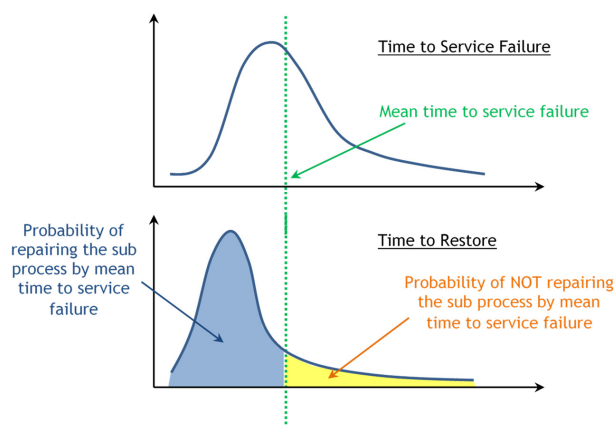 Time to Service Failure
Mean time to service failure
Probability of
repairing the sub
process by mean
time to service
failure
Time to Restore
Probability of NOT repairing
the sub process by mean
time to service failure